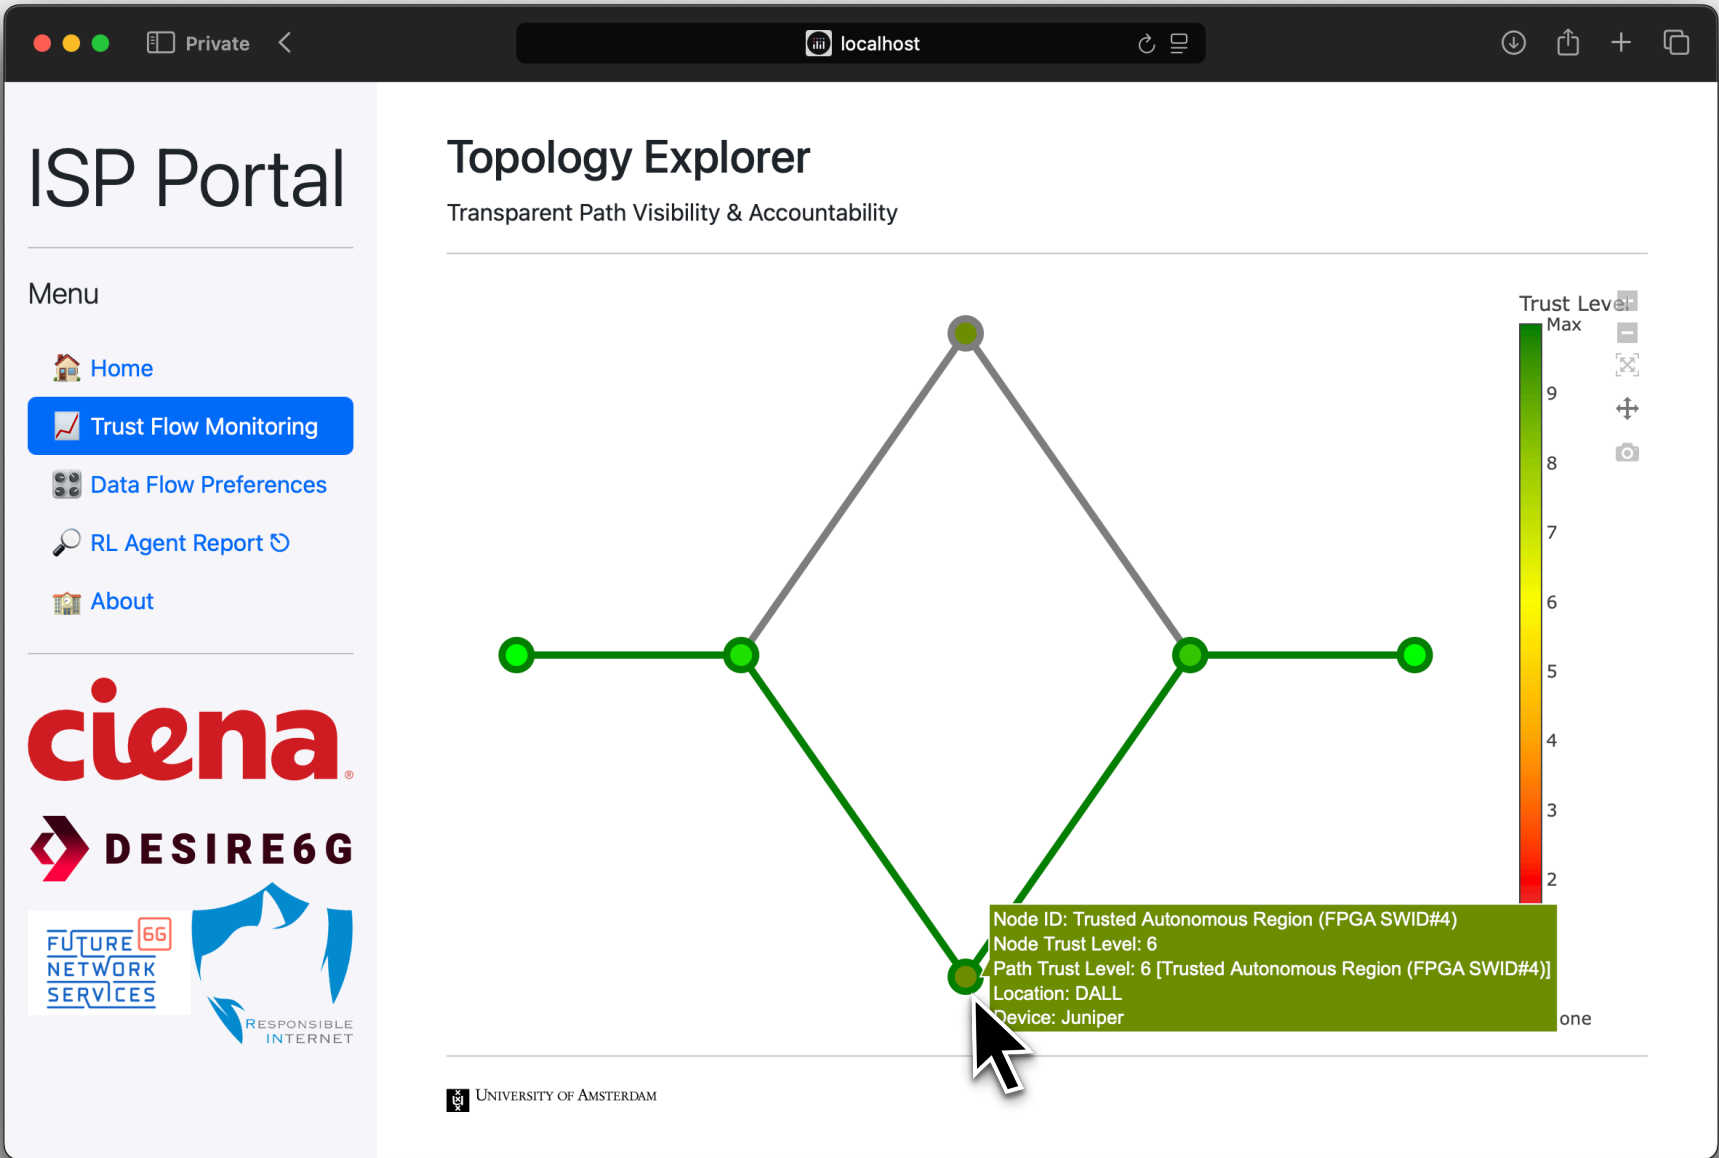 Private
localhost
ISP Portal
Menu
Home
Trust Flow Monitoring
Data Flow Preferences
RL Agent Report
About
ciena®
DESIRE6G
FUTURE 6G
NETWORK
SERVICES
RESPONSIBLE
INTERNET
Topology Explorer
Transparent Path Visibility & Accountability
Trust Level
Max
9
8
7
6
5
4
3
2
one
Node ID: Trusted Autonomous Region (FPGA SWID#4)
Node Trust Level: 6
Path Trust Level: 6 [Trusted Autonomous Region (FPGA SWID#4)]
Location: DALL
Device: Juniper
UNIVERSITY OF AMSTERDAM